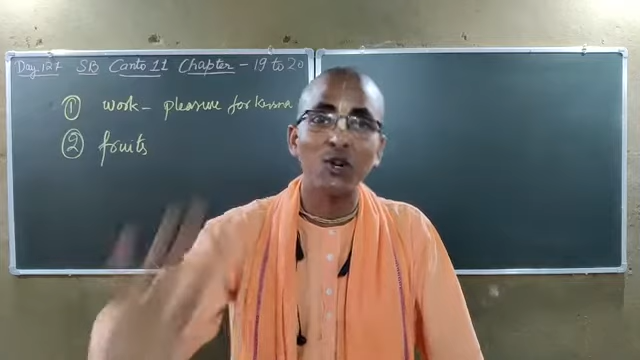 Day. 127 SB Canto 11 Chapter - 19 to 20
① work - pleasure for Krsna
② fruits